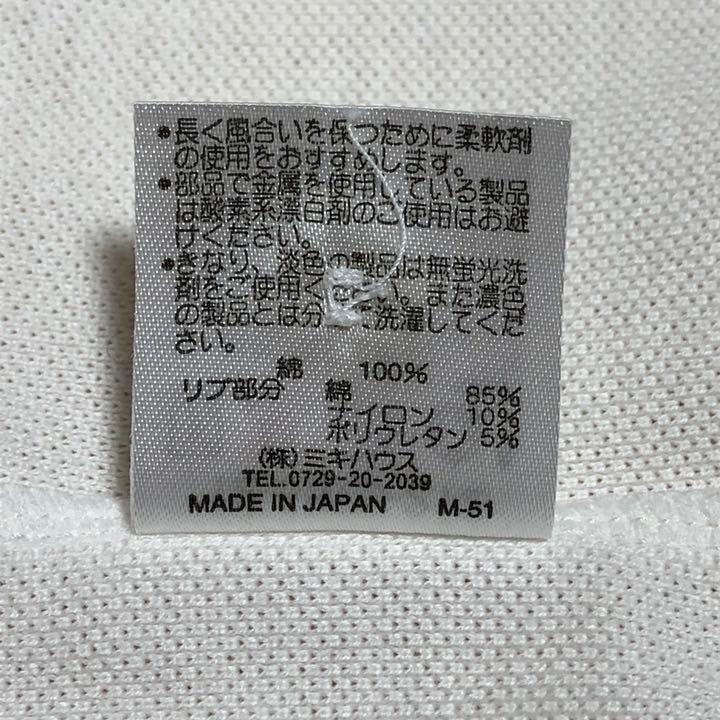 ●長く風合いを保つために柔軟剤
の使用をおすすめします。
●部品で金属を使用している製品
は酸素系漂白剤のご使用はお避
けください。
●きなり、淡色の製品は無蛍光洗
剤をご使用ください。また濃色
の製品とは分 て洗濯してくだ
さい。
綿 100%
リブ部分 綿 85%
ナイロン 10%
ポリウレタン 5%
(株)ミキハウス
TEL.0729-20-2039
MADE IN JAPAN M-51